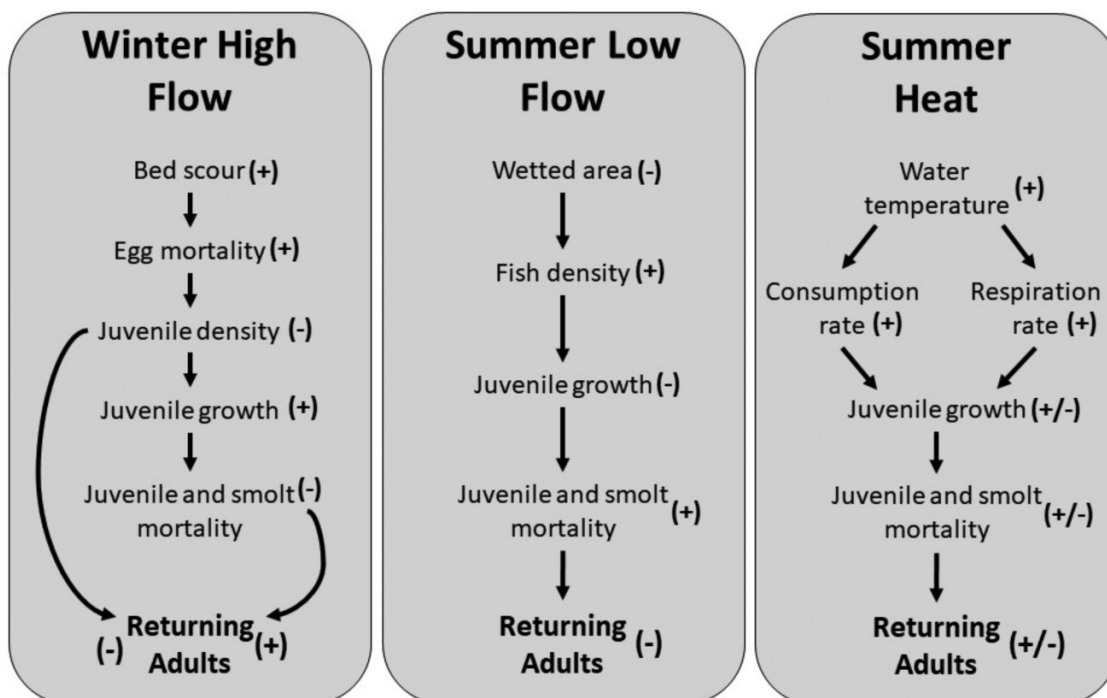 Winter High
Flow
Bed scour (+)
Egg mortality (+)
Juvenile density (-)
Juvenile growth (+)
Juvenile and smolt (-)
mortality
(-) Returning (+)
Adults
Summer Low
Flow
Wetted area (-)
Fish density (+)
Juvenile growth (-)
Juvenile and smolt
mortality (+)
Returning (-)
Adults
Summer
Heat
Water
temperature (+)
Consumption
rate (+)
Respiration
rate (+)
Juvenile growth (+/-)
Juvenile and smolt
mortality (+/-)
Returning (+/-)
Adults